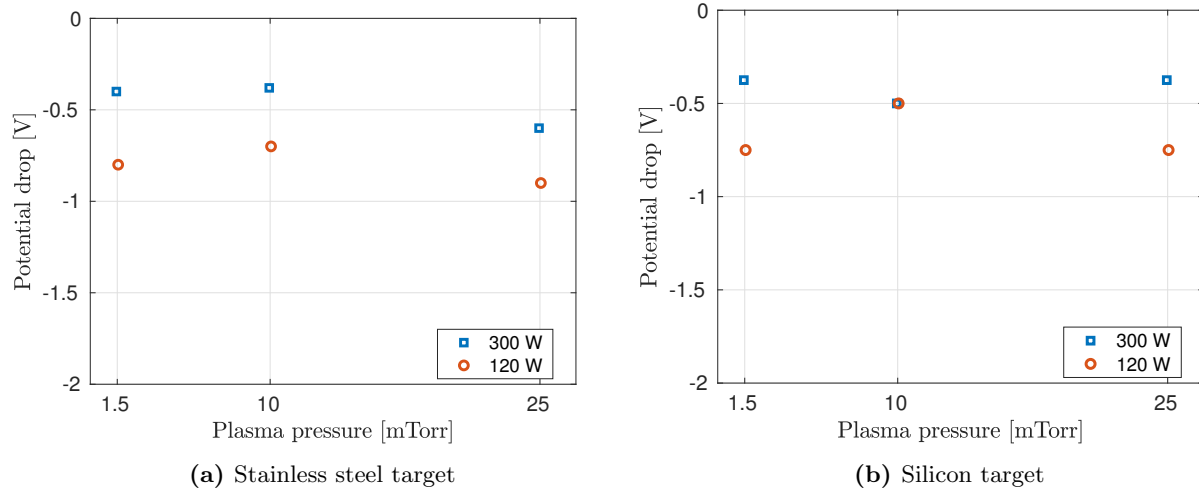 0
-0.5
-1
-1.5
-2
Potential drop [V]
1.5
10
25
Plasma pressure [mTorr]
300 W
120 W
(a) Stainless steel target
0
-0.5
-1
-1.5
-2
Potential drop [V]
1.5
10
25
Plasma pressure [mTorr]
300 W
120 W
(b) Silicon target